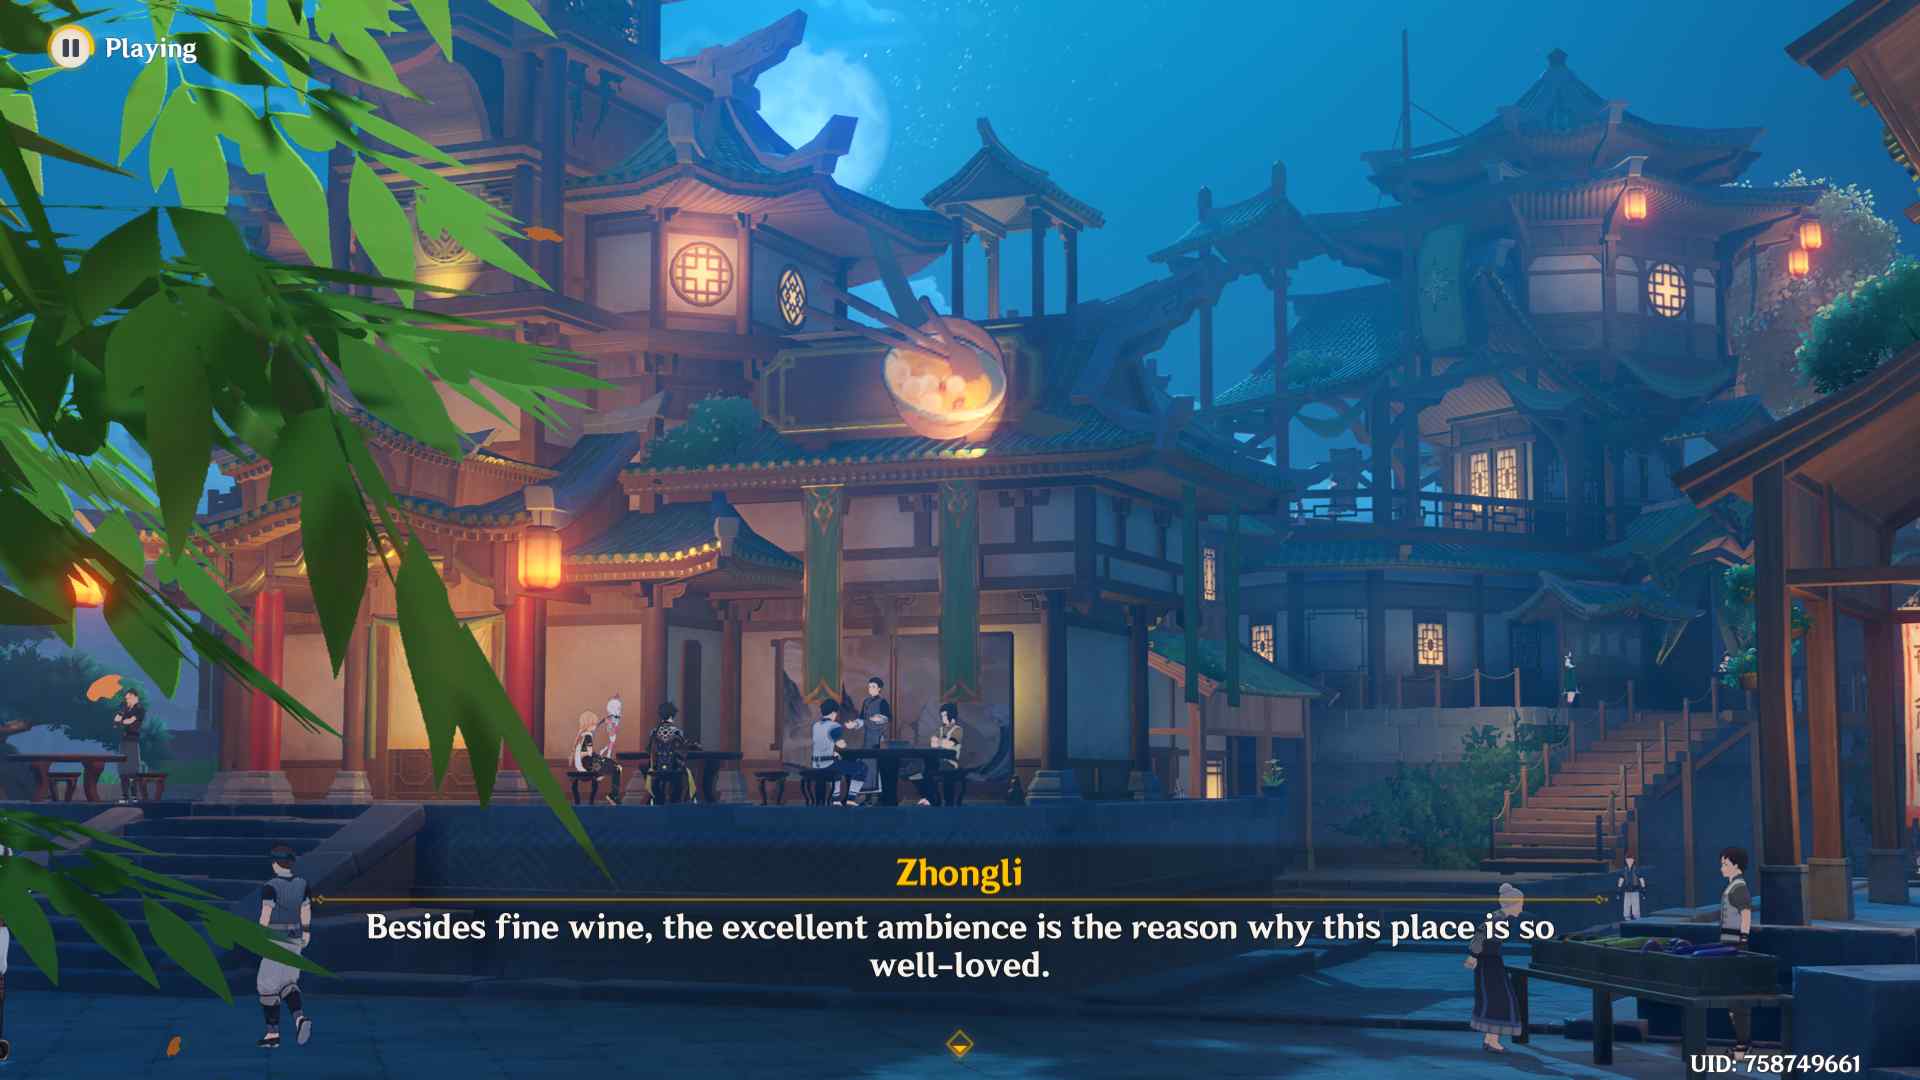 Playing
Zhongli
Besides fine wine, the excellent ambience is the reason why this place is so
well-loved.
UID: 758749661